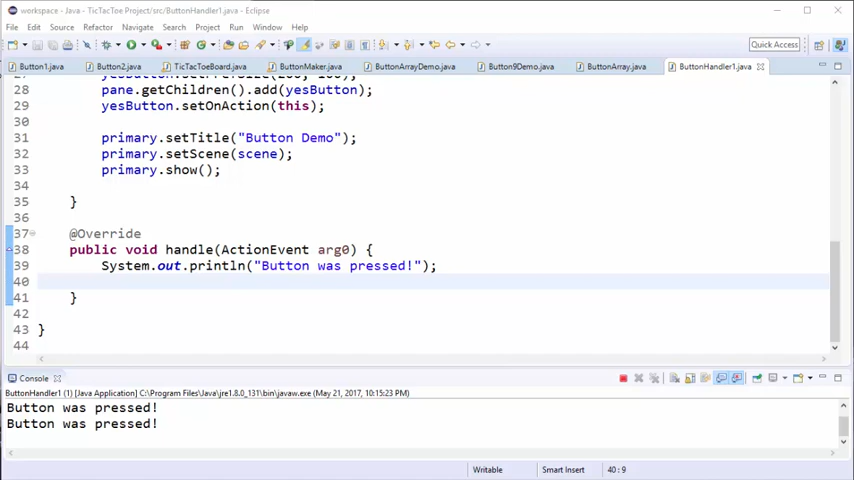 workspace - Java - TicTacToe Project/src/ButtonHandler1.java - Eclipse
File Edit Source Refactor Navigate Search Project Run Window Help
Quick Access
Button1.java Button2.java TicTacToeBoard.java ButtonMaker.java ButtonArrayDemo.java Button9Demo.java ButtonArray.java ButtonHandler1.java
28 pane.getChildren().add(yesButton);
29 yesButton.setOnAction(this);
30
31 primary.setTitle("Button Demo");
32 primary.setScene(scene);
33 primary.show();
34
35 }
36
37 @Override
38 public void handle(ActionEvent arg0) {
39 System.out.println("Button was pressed!");
40
41 }
42
43 }
44
Console
ButtonHandler1 (1) [Java Application] C:\Program Files\Java\jre1.8.0_131\bin\javaw.exe (May 21, 2017, 10:15:23 PM)
Button was pressed!
Button was pressed!
Writable Smart Insert 40 : 9